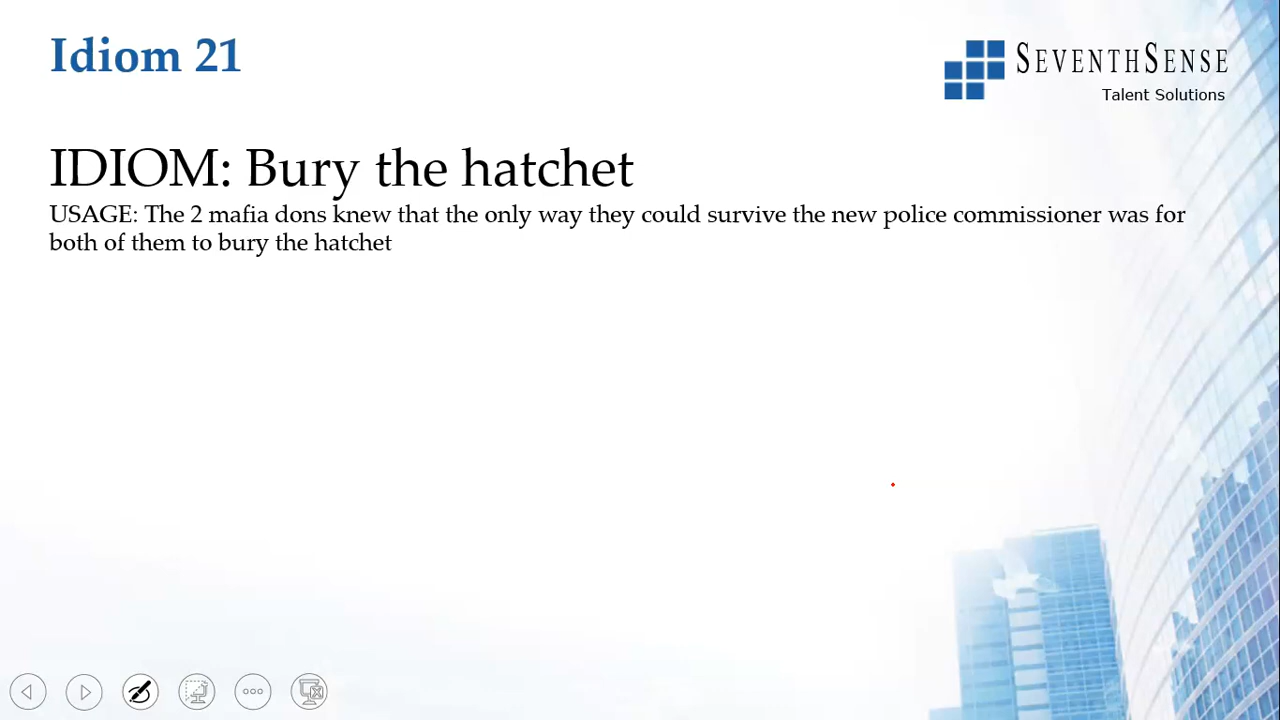 Idiom 21
SEVENTHSENSE
Talent Solutions
IDIOM: Bury the hatchet
USAGE: The 2 mafia dons knew that the only way they could survive the new police commissioner was for
both of them to bury the hatchet